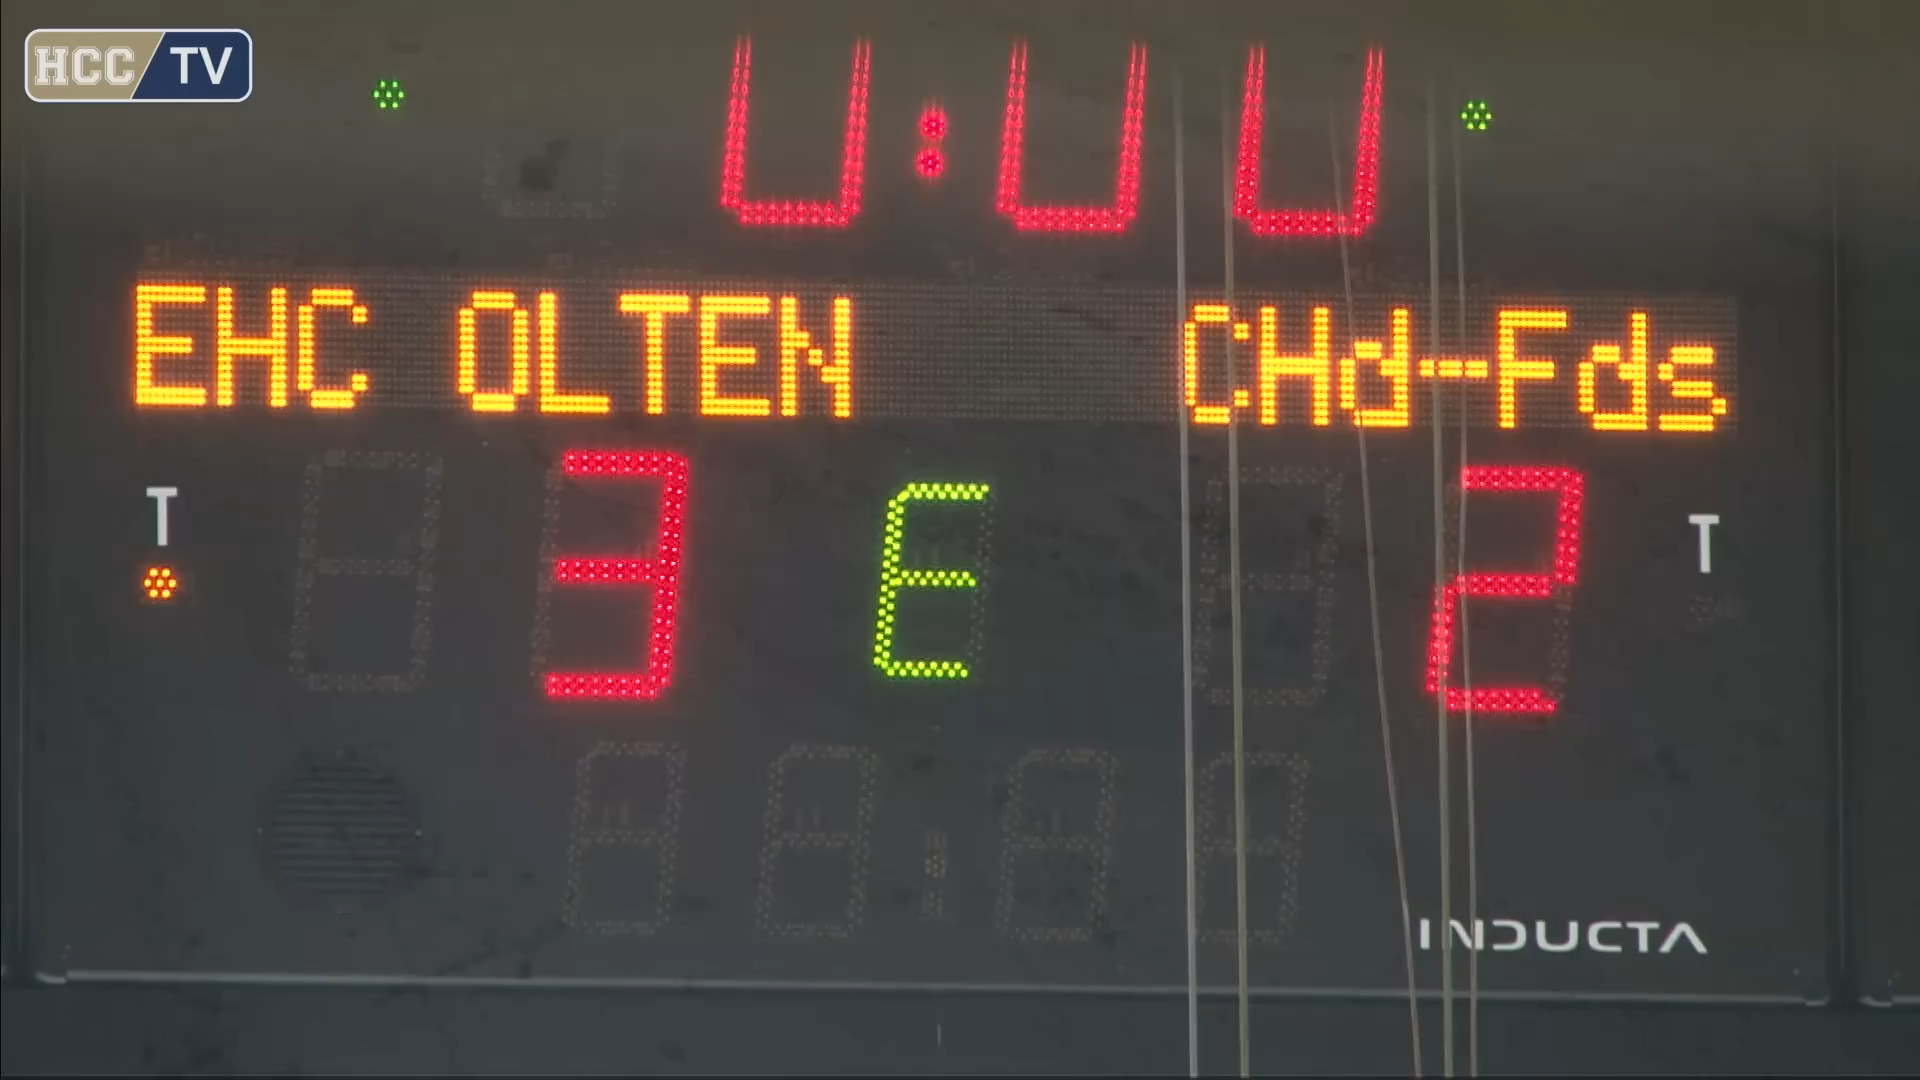 HCC TV
0:00
EHC OLTEN CHd-Fds
T 3 E 2 T
INDUCTA